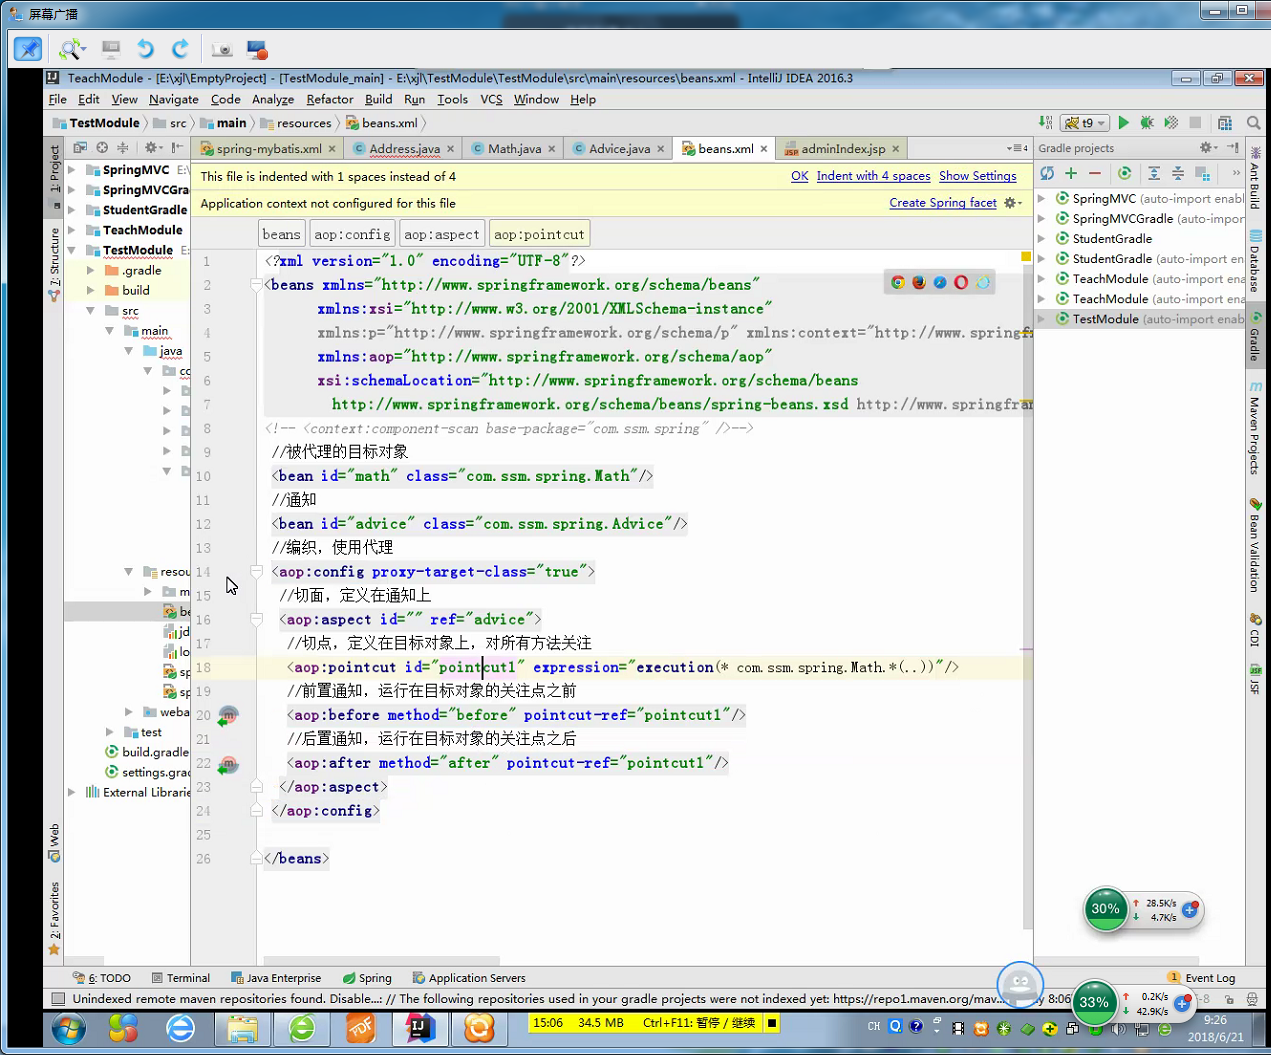 屏幕广播
TeachModule - [E:\xjl\EmptyProject] - [TestModule_main] - E:\xjl\TestModule\TestModule\src\main\resources\beans.xml - IntelliJ IDEA 2016.3
File Edit View Navigate Code Analyze Refactor Build Run Tools VCS Window Help
TestModule src main resources beans.xml t9
1: Project
7: Structure
Web
2: Favorites
SpringMVC E:\
SpringMVCGra
StudentGradle
TeachModule
TestModule E:
.gradle
build
src
main
java
co
resou
m
be
jd
lo
sp
sp
weba
test
build.gradle
settings.grad
External Librarie
spring-mybatis.xml Address.java Math.java Advice.java beans.xml adminIndex.jsp
This file is indented with 1 spaces instead of 4 OK Indent with 4 spaces Show Settings
Application context not configured for this file Create Spring facet
beans aop:config aop:aspect aop:pointcut
1 <?xml version="1.0" encoding="UTF-8"?>
2 <beans xmlns="http://www.springframework.org/schema/beans"
3 xmlns:xsi="http://www.w3.org/2001/XMLSchema-instance"
4 xmlns:p="http://www.springframework.org/schema/p" xmlns:context="http://www.springf
5 xmlns:aop="http://www.springframework.org/schema/aop"
6 xsi:schemaLocation="http://www.springframework.org/schema/beans
7 http://www.springframework.org/schema/beans/spring-beans.xsd http://www.springfra
8 <!-- <context:component-scan base-package="com.ssm.spring" />-->
9 //被代理的目标对象
10 <bean id="math" class="com.ssm.spring.Math"/>
11 //通知
12 <bean id="advice" class="com.ssm.spring.Advice"/>
13 //编织，使用代理
14 <aop:config proxy-target-class="true">
15 //切面，定义在通知上
16 <aop:aspect id="" ref="advice">
17 //切点，定义在目标对象上，对所有方法关注
18 <aop:pointcut id="pointcut1" expression="execution(* com.ssm.spring.Math.*(..))"/>
19 //前置通知，运行在目标对象的关注点之前
20 <aop:before method="before" pointcut-ref="pointcut1"/>
21 //后置通知，运行在目标对象的关注点之后
22 <aop:after method="after" pointcut-ref="pointcut1"/>
23 </aop:aspect>
24 </aop:config>
25
26 </beans>
Gradle projects
SpringMVC (auto-import enabl
SpringMVCGradle (auto-import
StudentGradle
StudentGradle (auto-import e
TeachModule (auto-import ena
TeachModule (auto-import ena
TestModule (auto-import enab
Ant Build
Database
Gradle
Maven Projects
Bean Validation
CDI
JSF
30% 28.5K/s
4.7K/s
6: TODO Terminal Java Enterprise Spring Application Servers 1 Event Log
Unindexed remote maven repositories found. Disable...: // The following repositories used in your gradle projects were not indexed yet: https://repo1.maven.org/mav 8:06
33% 0.2K/s
42.9K/s
15:06 34.5 MB Ctrl+F11: 暂停 / 继续
CH
9:26
2018/6/21